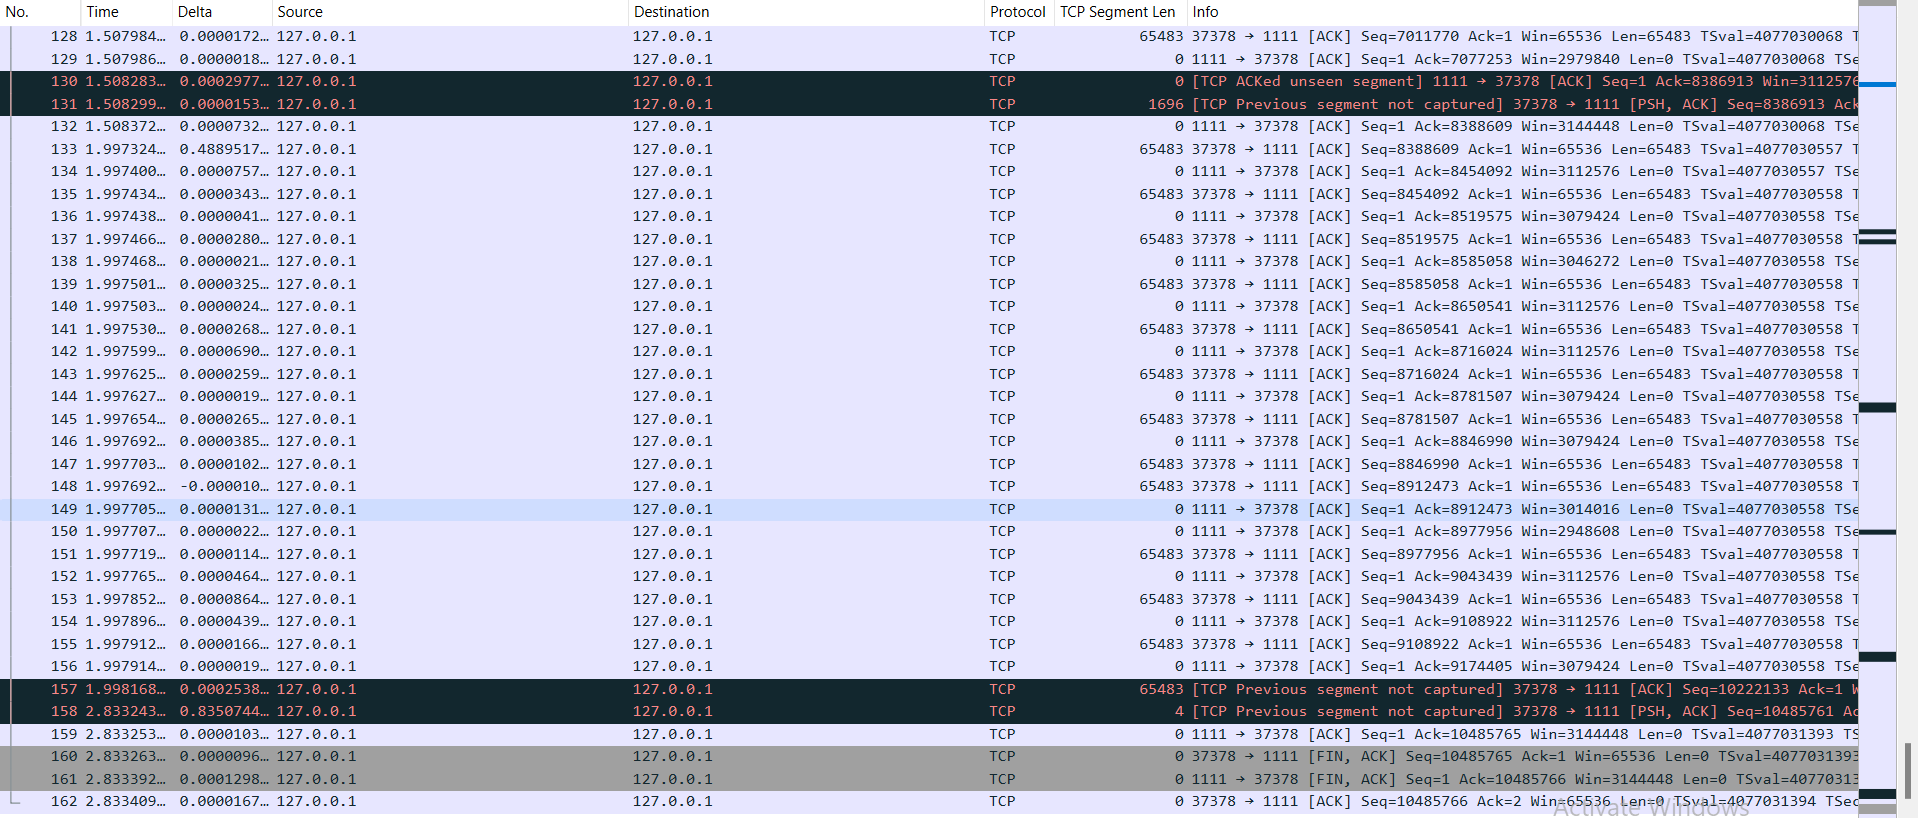 No. Time Delta Source Destination Protocol TCP Segment Len Info
128 1.507984… 0.0000172… 127.0.0.1 127.0.0.1 TCP 65483 37378 → 1111 [ACK] Seq=7011770 Ack=1 Win=65536 Len=65483 TSval=4077030068 T
129 1.507986… 0.0000018… 127.0.0.1 127.0.0.1 TCP 0 1111 → 37378 [ACK] Seq=1 Ack=7077253 Win=2979840 Len=0 TSval=4077030068 TSe
130 1.508283… 0.0002977… 127.0.0.1 127.0.0.1 TCP 0 [TCP ACKed unseen segment] 1111 → 37378 [ACK] Seq=1 Ack=8386913 Win=3112576
131 1.508299… 0.0000153… 127.0.0.1 127.0.0.1 TCP 1696 [TCP Previous segment not captured] 37378 → 1111 [PSH, ACK] Seq=8386913 Ack
132 1.508372… 0.0000732… 127.0.0.1 127.0.0.1 TCP 0 1111 → 37378 [ACK] Seq=1 Ack=8388609 Win=3144448 Len=0 TSval=4077030068 TSe
133 1.997324… 0.4889517… 127.0.0.1 127.0.0.1 TCP 65483 37378 → 1111 [ACK] Seq=8388609 Ack=1 Win=65536 Len=65483 TSval=4077030557 T
134 1.997400… 0.0000757… 127.0.0.1 127.0.0.1 TCP 0 1111 → 37378 [ACK] Seq=1 Ack=8454092 Win=3112576 Len=0 TSval=4077030557 TSe
135 1.997434… 0.0000343… 127.0.0.1 127.0.0.1 TCP 65483 37378 → 1111 [ACK] Seq=8454092 Ack=1 Win=65536 Len=65483 TSval=4077030558 T
136 1.997438… 0.0000041… 127.0.0.1 127.0.0.1 TCP 0 1111 → 37378 [ACK] Seq=1 Ack=8519575 Win=3079424 Len=0 TSval=4077030558 TSe
137 1.997466… 0.0000280… 127.0.0.1 127.0.0.1 TCP 65483 37378 → 1111 [ACK] Seq=8519575 Ack=1 Win=65536 Len=65483 TSval=4077030558 T
138 1.997468… 0.0000021… 127.0.0.1 127.0.0.1 TCP 0 1111 → 37378 [ACK] Seq=1 Ack=8585058 Win=3046272 Len=0 TSval=4077030558 TSe
139 1.997501… 0.0000325… 127.0.0.1 127.0.0.1 TCP 65483 37378 → 1111 [ACK] Seq=8585058 Ack=1 Win=65536 Len=65483 TSval=4077030558 T
140 1.997503… 0.0000024… 127.0.0.1 127.0.0.1 TCP 0 1111 → 37378 [ACK] Seq=1 Ack=8650541 Win=3112576 Len=0 TSval=4077030558 TSe
141 1.997530… 0.0000268… 127.0.0.1 127.0.0.1 TCP 65483 37378 → 1111 [ACK] Seq=8650541 Ack=1 Win=65536 Len=65483 TSval=4077030558 T
142 1.997599… 0.0000690… 127.0.0.1 127.0.0.1 TCP 0 1111 → 37378 [ACK] Seq=1 Ack=8716024 Win=3112576 Len=0 TSval=4077030558 TSe
143 1.997625… 0.0000259… 127.0.0.1 127.0.0.1 TCP 65483 37378 → 1111 [ACK] Seq=8716024 Ack=1 Win=65536 Len=65483 TSval=4077030558 T
144 1.997627… 0.0000019… 127.0.0.1 127.0.0.1 TCP 0 1111 → 37378 [ACK] Seq=1 Ack=8781507 Win=3079424 Len=0 TSval=4077030558 TSe
145 1.997654… 0.0000265… 127.0.0.1 127.0.0.1 TCP 65483 37378 → 1111 [ACK] Seq=8781507 Ack=1 Win=65536 Len=65483 TSval=4077030558 T
146 1.997692… 0.0000385… 127.0.0.1 127.0.0.1 TCP 0 1111 → 37378 [ACK] Seq=1 Ack=8846990 Win=3079424 Len=0 TSval=4077030558 TSe
147 1.997703… 0.0000102… 127.0.0.1 127.0.0.1 TCP 65483 37378 → 1111 [ACK] Seq=8846990 Ack=1 Win=65536 Len=65483 TSval=4077030558 T
148 1.997692… -0.000010… 127.0.0.1 127.0.0.1 TCP 65483 37378 → 1111 [ACK] Seq=8912473 Ack=1 Win=65536 Len=65483 TSval=4077030558 T
149 1.997705… 0.0000131… 127.0.0.1 127.0.0.1 TCP 0 1111 → 37378 [ACK] Seq=1 Ack=8912473 Win=3014016 Len=0 TSval=4077030558 TSe
150 1.997707… 0.0000022… 127.0.0.1 127.0.0.1 TCP 0 1111 → 37378 [ACK] Seq=1 Ack=8977956 Win=2948608 Len=0 TSval=4077030558 TSe
151 1.997719… 0.0000114… 127.0.0.1 127.0.0.1 TCP 65483 37378 → 1111 [ACK] Seq=8977956 Ack=1 Win=65536 Len=65483 TSval=4077030558 T
152 1.997765… 0.0000464… 127.0.0.1 127.0.0.1 TCP 0 1111 → 37378 [ACK] Seq=1 Ack=9043439 Win=3112576 Len=0 TSval=4077030558 TSe
153 1.997852… 0.0000864… 127.0.0.1 127.0.0.1 TCP 65483 37378 → 1111 [ACK] Seq=9043439 Ack=1 Win=65536 Len=65483 TSval=4077030558 T
154 1.997896… 0.0000439… 127.0.0.1 127.0.0.1 TCP 0 1111 → 37378 [ACK] Seq=1 Ack=9108922 Win=3112576 Len=0 TSval=4077030558 TSe
155 1.997912… 0.0000166… 127.0.0.1 127.0.0.1 TCP 65483 37378 → 1111 [ACK] Seq=9108922 Ack=1 Win=65536 Len=65483 TSval=4077030558 T
156 1.997914… 0.0000019… 127.0.0.1 127.0.0.1 TCP 0 1111 → 37378 [ACK] Seq=1 Ack=9174405 Win=3079424 Len=0 TSval=4077030558 TSe
157 1.998168… 0.0002538… 127.0.0.1 127.0.0.1 TCP 65483 [TCP Previous segment not captured] 37378 → 1111 [ACK] Seq=10222133 Ack=1 W
158 2.833243… 0.8350744… 127.0.0.1 127.0.0.1 TCP 4 [TCP Previous segment not captured] 37378 → 1111 [PSH, ACK] Seq=10485761 Ac
159 2.833253… 0.0000103… 127.0.0.1 127.0.0.1 TCP 0 1111 → 37378 [ACK] Seq=1 Ack=10485765 Win=3144448 Len=0 TSval=4077031393 TS
160 2.833263… 0.0000096… 127.0.0.1 127.0.0.1 TCP 0 37378 → 1111 [FIN, ACK] Seq=10485765 Ack=1 Win=65536 Len=0 TSval=4077031393
161 2.833392… 0.0001298… 127.0.0.1 127.0.0.1 TCP 0 1111 → 37378 [FIN, ACK] Seq=1 Ack=10485766 Win=3144448 Len=0 TSval=40770313
162 2.833409… 0.0000167… 127.0.0.1 127.0.0.1 TCP 0 37378 → 1111 [ACK] Seq=10485766 Ack=2 Win=65536 Len=0 TSval=4077031394 TSec
Activate Windows